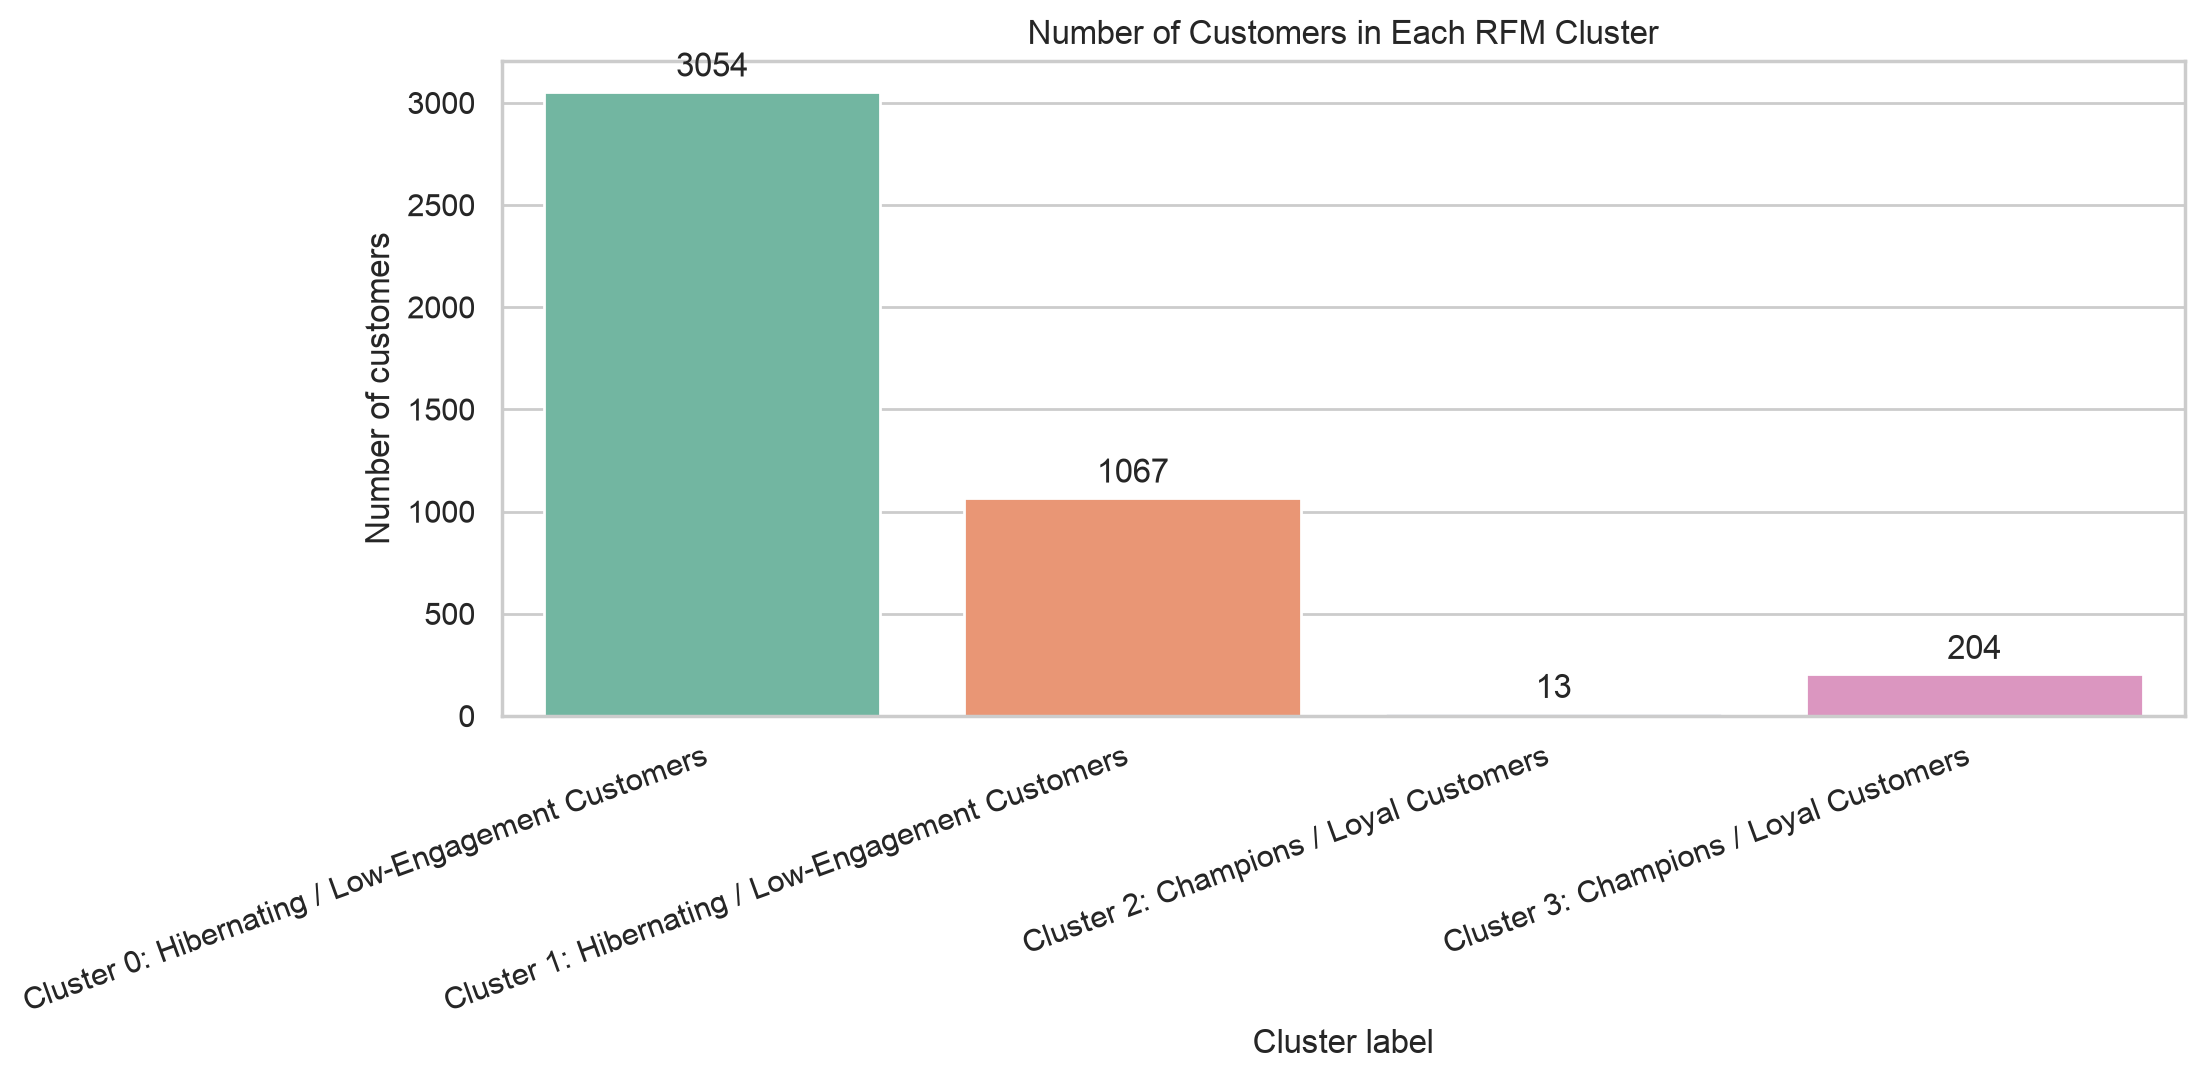 Number of Customers in Each RFM Cluster
3054
3000
2500
2000
1500
1067
1000
500
204
13
0
Number of customers
Cluster 0: Hibernating / Low-Engagement Customers
Cluster 1: Hibernating / Low-Engagement Customers
Cluster 2: Champions / Loyal Customers
Cluster 3: Champions / Loyal Customers
Cluster label